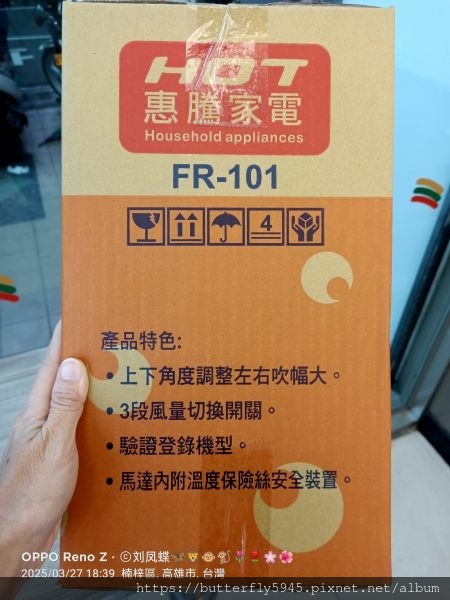 HOT
惠騰家電
Household appliances
FR-101
4
產品特色:
•上下角度調整左右吹幅大。
•3段風量切換開關。
•驗證登錄機型。
•馬達內附溫度保險絲安全裝置。
OPPO Reno Z · ⓒ刘凤蝶🦋🦁🐵🐒🌷🌹🌸🌺
2025/03/27 18:39 楠梓區, 高雄市, 台灣
https://butterfly5945.pixnet.net/album